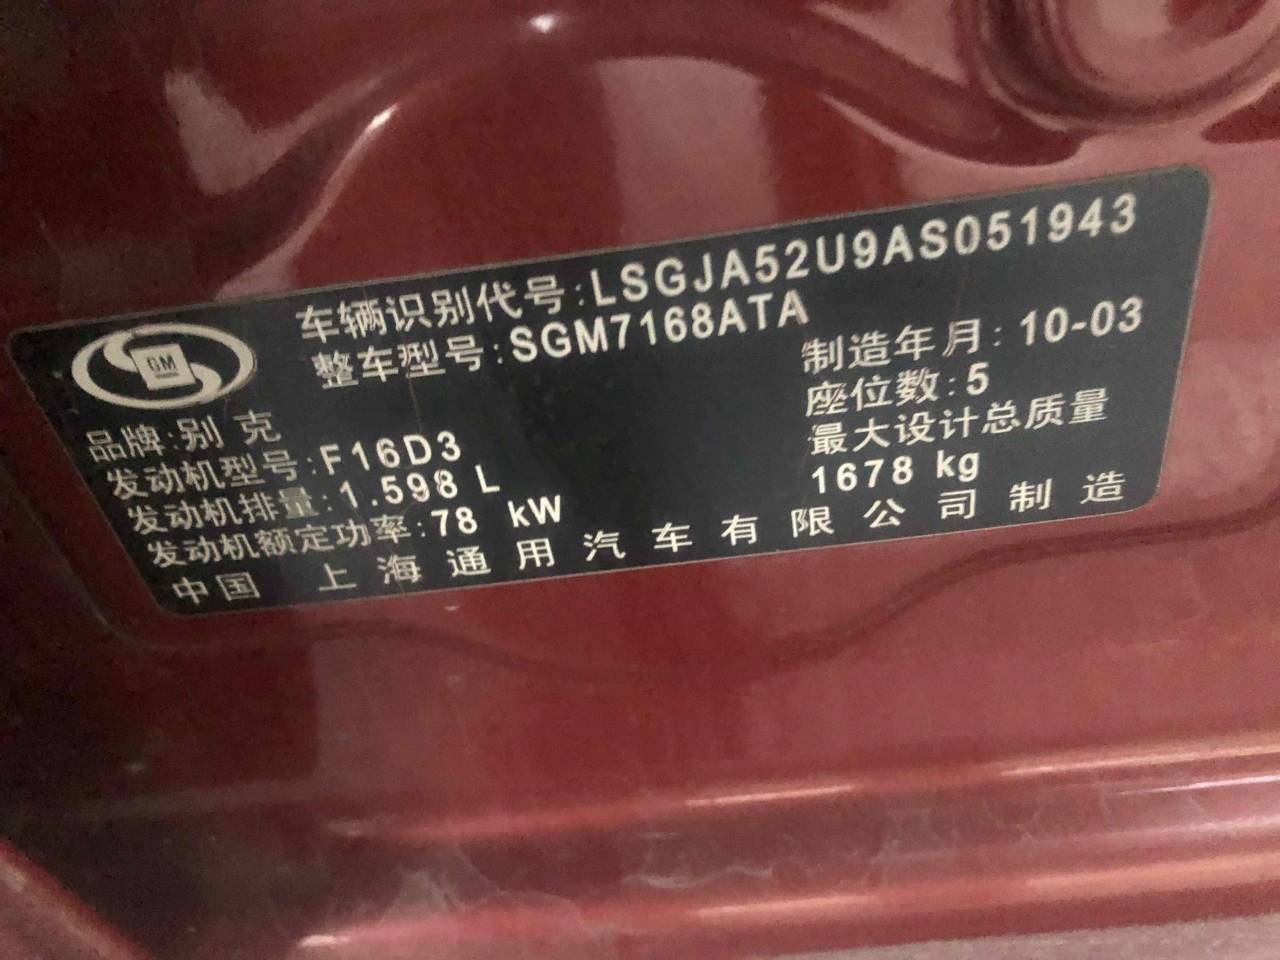 车辆识别代号:LSGJA52U9AS051943
整车型号:SGM7168ATA
GM
品牌:别克
制造年月:10-03
发动机型号:F16D3
座位数:5
发动机排量:1.598 L
最大设计总质量
1678 kg
发动机额定功率:78 kW
中国 上海通用汽车有限公司制造